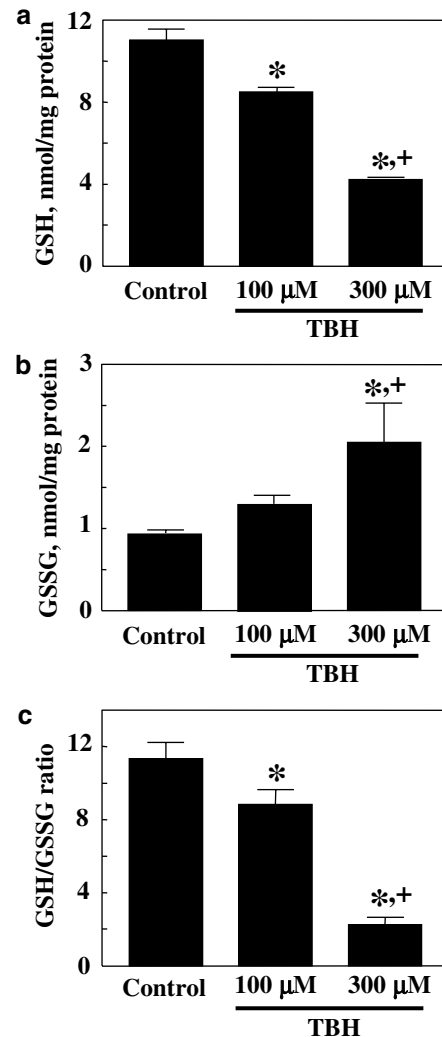 a
GSH, nmol/mg protein
12
8
4
0
*
*,+
Control
100 μM
300 μM
TBH
b
GSSG, nmol/mg protein
3
2
1
0
*,+
Control
100 μM
300 μM
TBH
c
GSH/GSSG ratio
12
8
4
0
*
*,+
Control
100 μM
300 μM
TBH